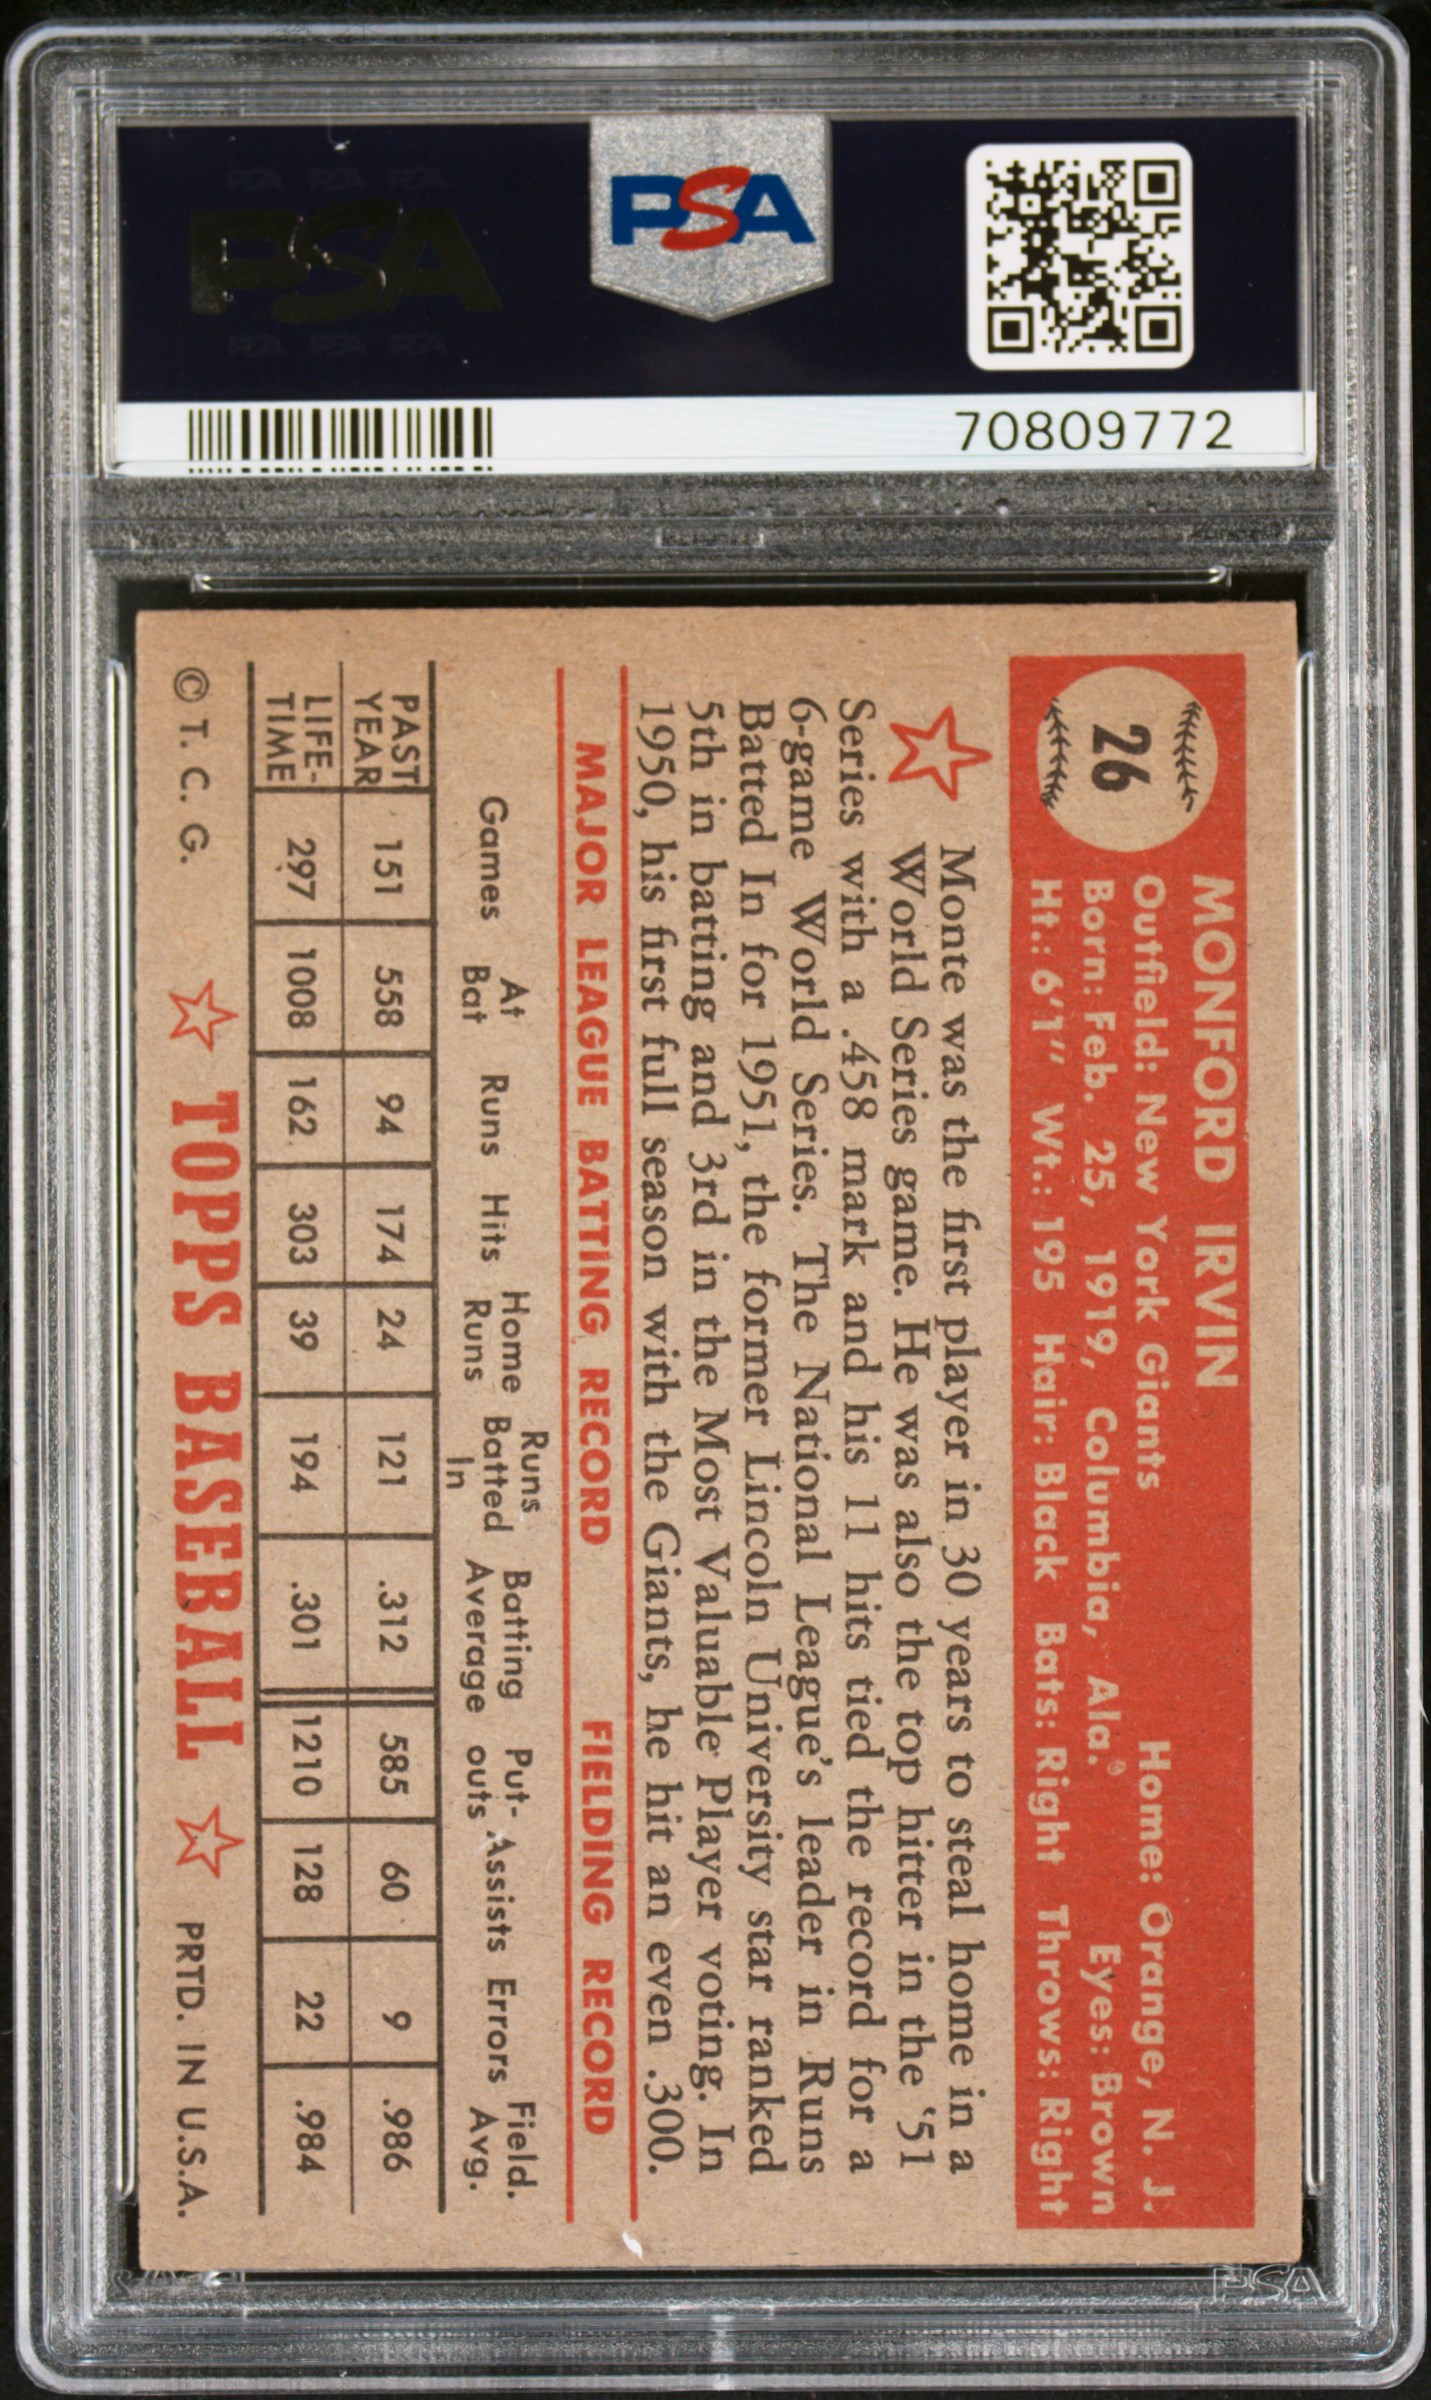 PSA
PSA PSA PSA
PSA
PSA PSA PSA
70809772
26
MONFORD IRVIN
Outfield: New York Giants Home: Orange, N. J.
Born: Feb. 25, 1919, Columbia, Ala. Eyes: Brown
Ht.: 6'1" Wt.: 195 Hair: Black Bats: Right Throws: Right
Monte was the first player in 30 years to steal home in a
World Series game. He was also the top hitter in the '51
Series with a .458 mark and his 11 hits tied the record for a
6-game World Series. The National League's leader in Runs
Batted In for 1951, the former Lincoln University star ranked
5th in batting and 3rd in the Most Valuable Player voting. In
1950, his first full season with the Giants, he hit an even .300.
MAJOR LEAGUE BATTING RECORD FIELDING RECORD
Games At Bat Runs Hits Home Runs Runs Batted In Batting Average Put-outs Assists Errors Field. Avg.
PAST YEAR 151 558 94 174 24 121 .312 585 60 9 .986
LIFE-TIME 297 1008 162 303 39 194 .301 1210 128 22 .984
© T. C. G. TOPPS BASEBALL PRTD. IN U.S.A.
PSA